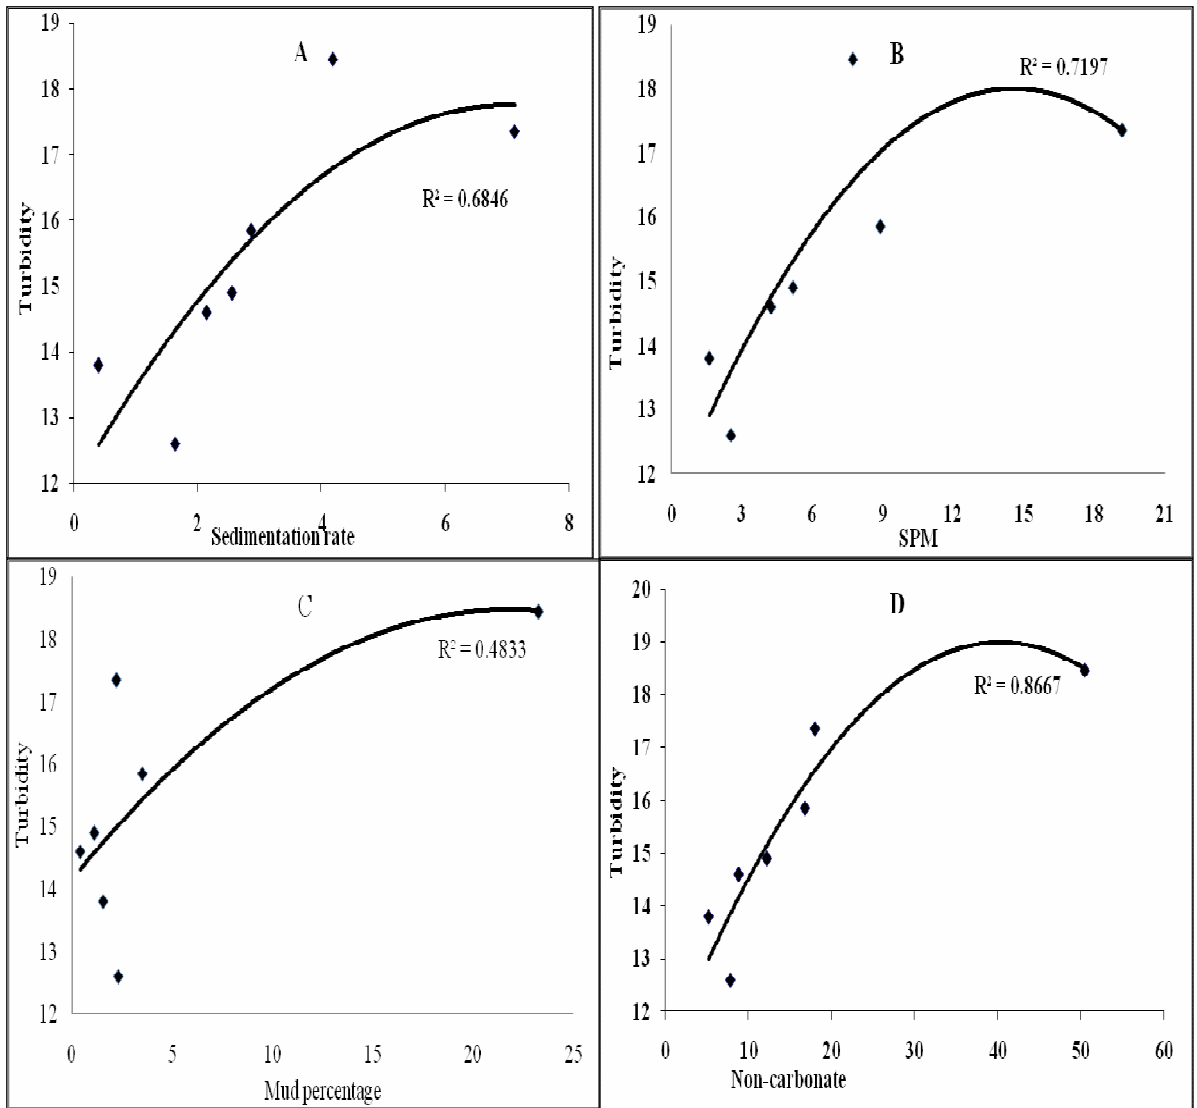 19
18
17
16
15
14
13
12
Turbidity
A
R² = 0.6846
0 2 4 6 8
Sedimentation rate
19
18
17
16
15
14
13
12
Turbidity
B
R² = 0.7197
0 3 6 9 12 15 18 21
SPM
19
18
17
16
15
14
13
12
Turbidity
C
R² = 0.4833
0 5 10 15 20 25
Mud percentage
20
19
18
17
16
15
14
13
12
Turbidity
D
R² = 0.8667
0 10 20 30 40 50 60
Non-carbonate